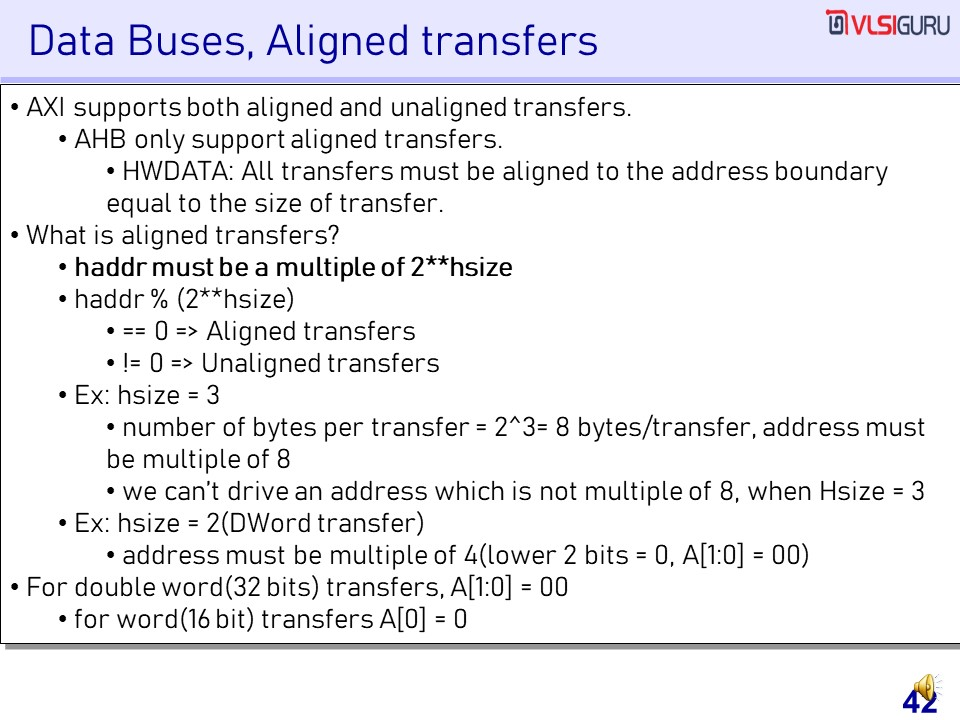 Data Buses, Aligned transfers
VLSIGURU
• AXI supports both aligned and unaligned transfers.
• AHB only support aligned transfers.
• HWDATA: All transfers must be aligned to the address boundary
equal to the size of transfer.
• What is aligned transfers?
• haddr must be a multiple of 2**hsize
• haddr % (2**hsize)
• == 0 => Aligned transfers
• != 0 => Unaligned transfers
• Ex: hsize = 3
• number of bytes per transfer = 2^3= 8 bytes/transfer, address must
be multiple of 8
• we can't drive an address which is not multiple of 8, when Hsize = 3
• Ex: hsize = 2(DWord transfer)
• address must be multiple of 4(lower 2 bits = 0, A[1:0] = 00)
• For double word(32 bits) transfers, A[1:0] = 00
• for word(16 bit) transfers A[0] = 0
42